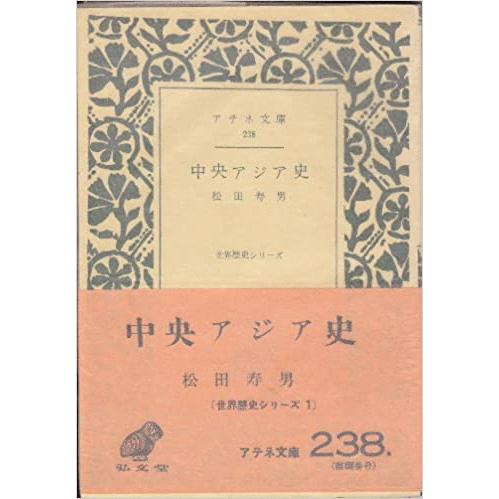 アテネ文庫
238
中央アジア史
松田寿男
世界歴史シリーズ
中央アジア史
松田寿男
〔世界歴史シリーズ1〕
弘文堂
アテネ文庫 238.